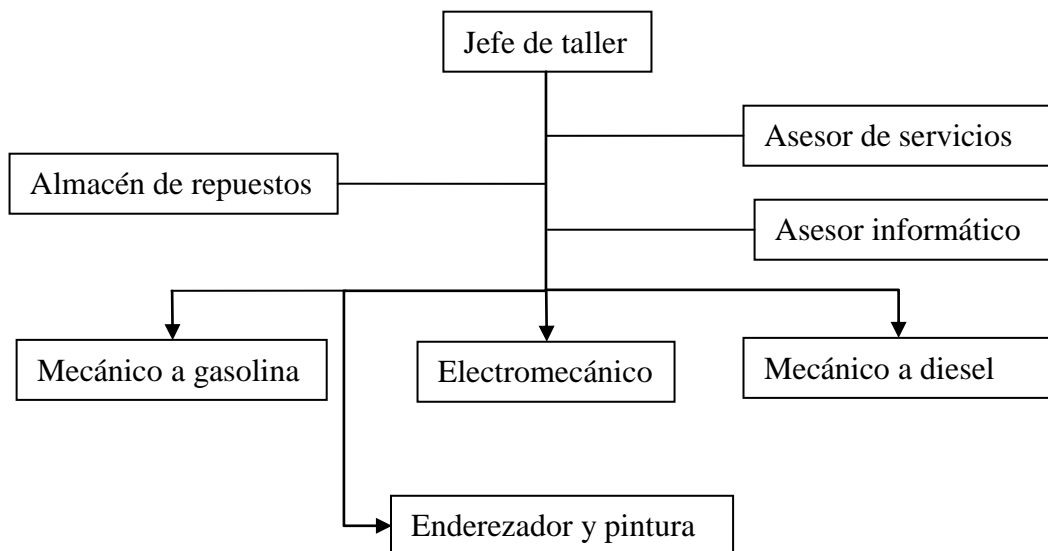 Jefe de taller
Asesor de servicios
Almacén de repuestos
Asesor informático
Mecánico a gasolina
Electromecánico
Mecánico a diesel
Enderezador y pintura